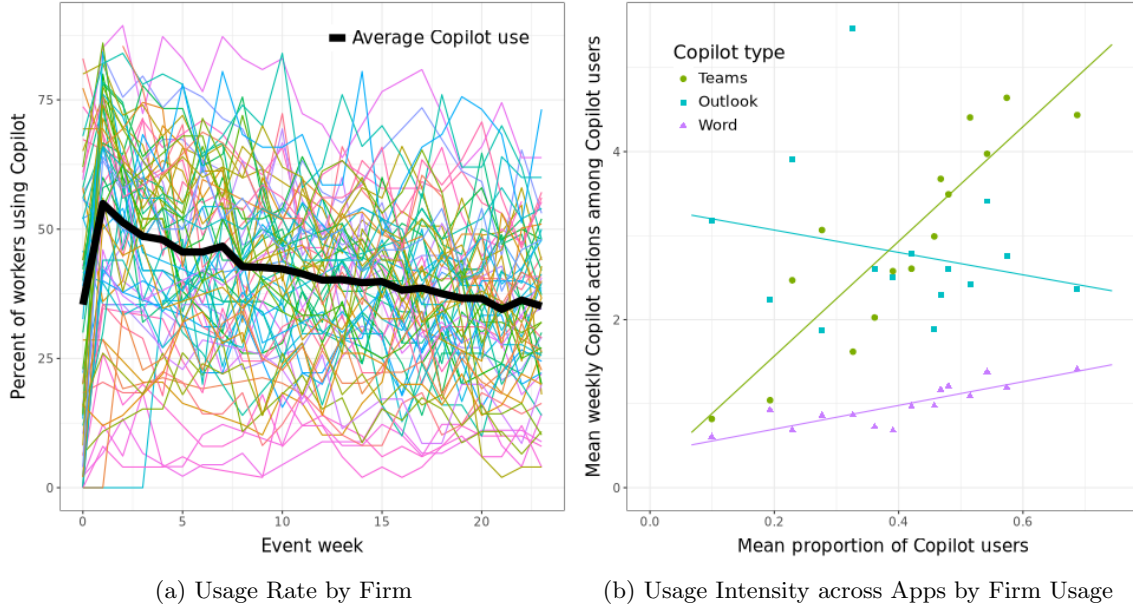 Average Copilot use
Percent of workers using Copilot
75
50
25
0
0 5 10 15 20
Event week
(a) Usage Rate by Firm
Copilot type
Teams
Outlook
Word
Mean weekly Copilot actions among Copilot users
4
2
0
0.0 0.2 0.4 0.6
Mean proportion of Copilot users
(b) Usage Intensity across Apps by Firm Usage